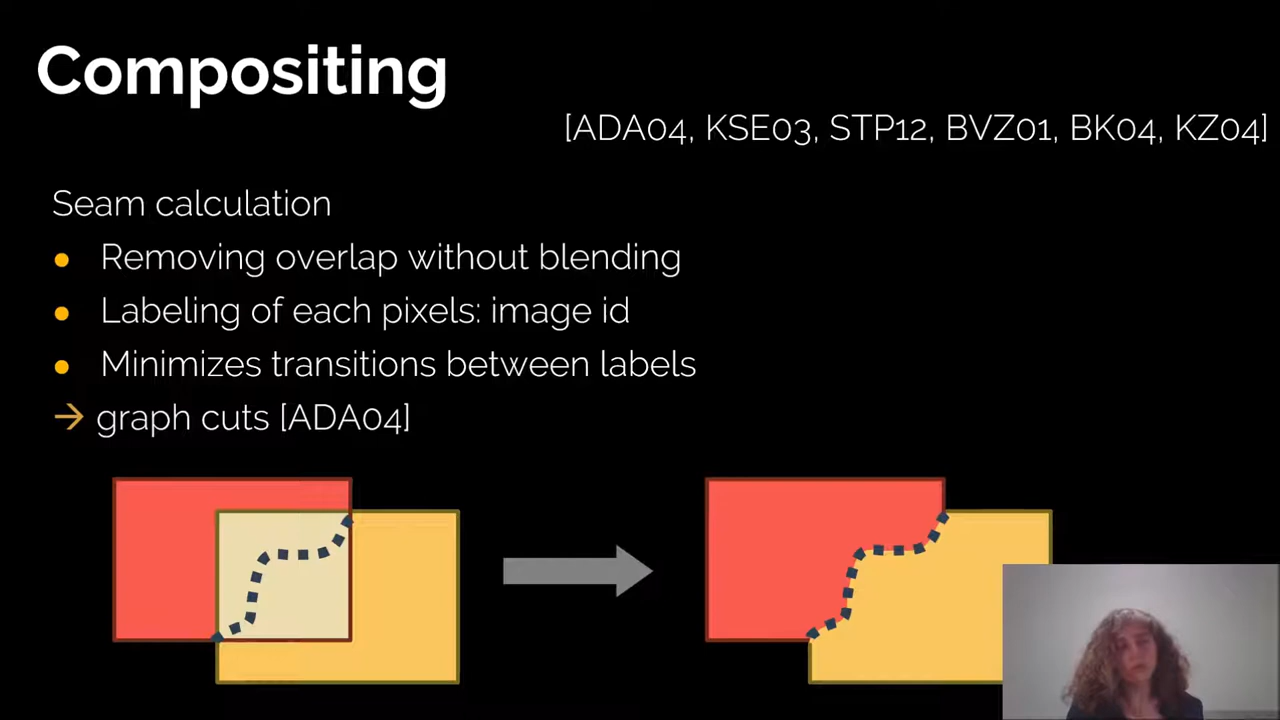 Compositing
[ADA04, KSE03, STP12, BVZ01, BK04, KZ04]
Seam calculation
● Removing overlap without blending
● Labeling of each pixels: image id
● Minimizes transitions between labels
→ graph cuts [ADA04]